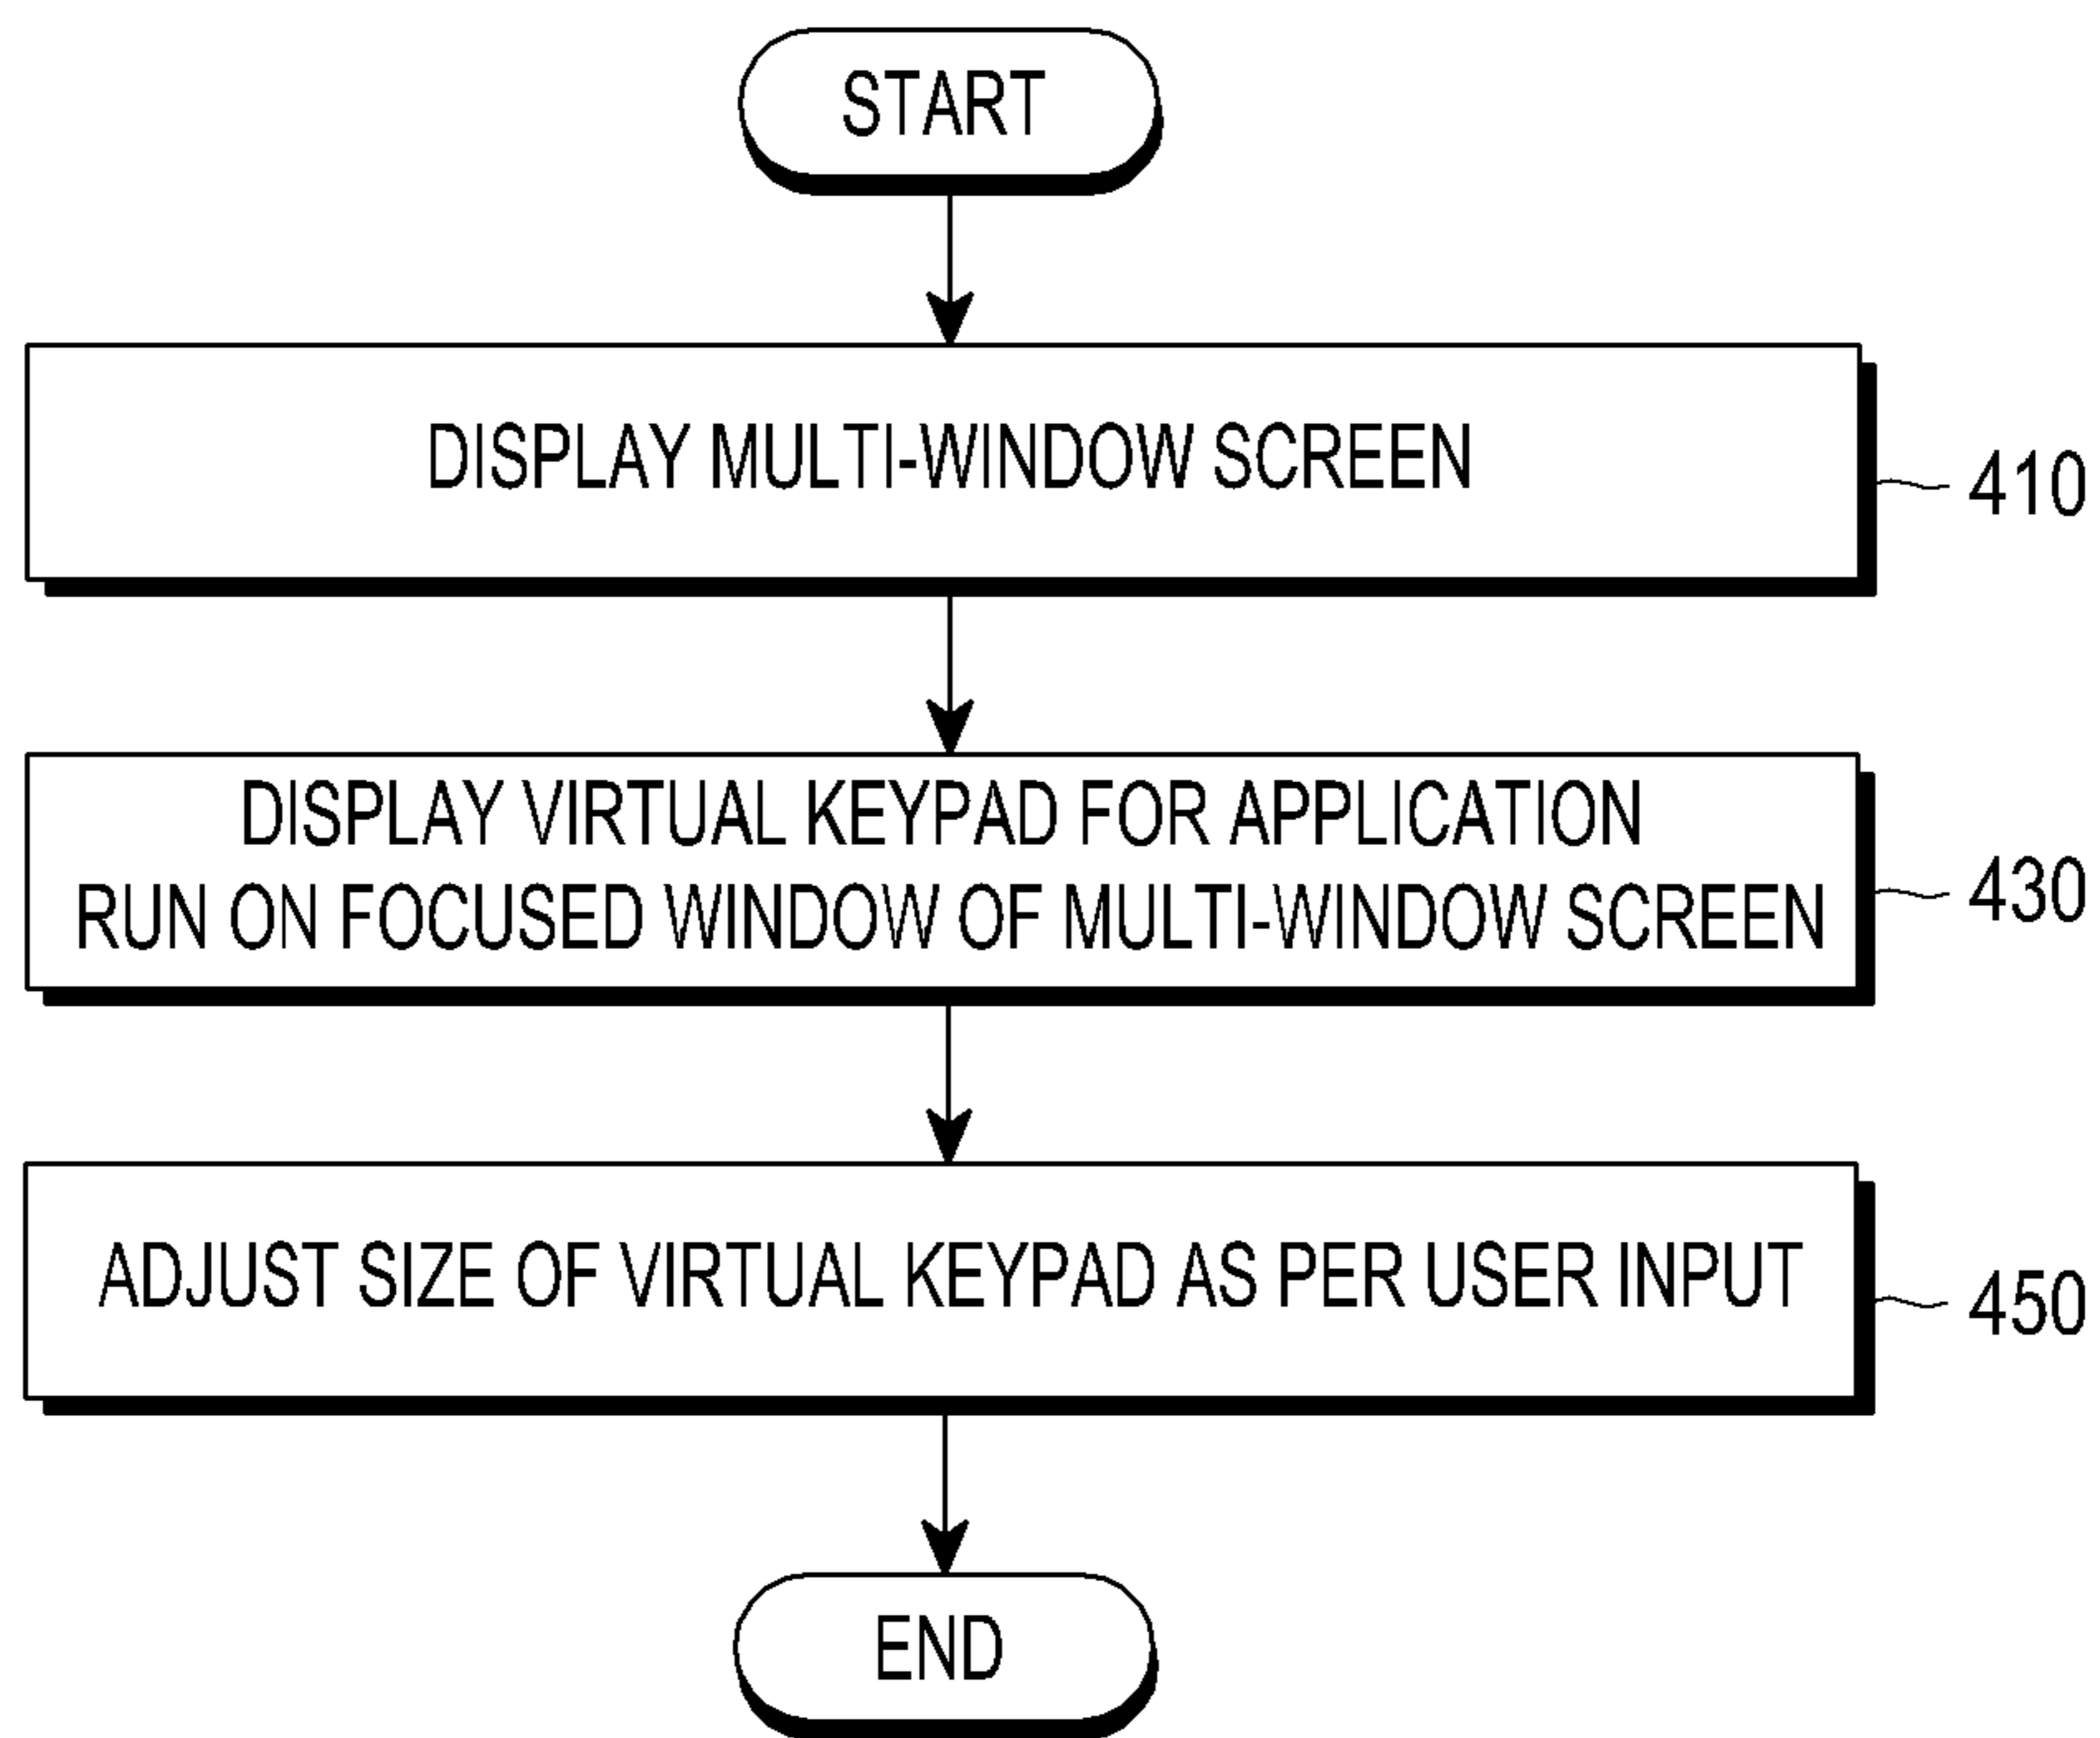 START
DISPLAY MULTI-WINDOW SCREEN
410
DISPLAY VIRTUAL KEYPAD FOR APPLICATION
RUN ON FOCUSED WINDOW OF MULTI-WINDOW SCREEN
430
ADJUST SIZE OF VIRTUAL KEYPAD AS PER USER INPUT
450
END